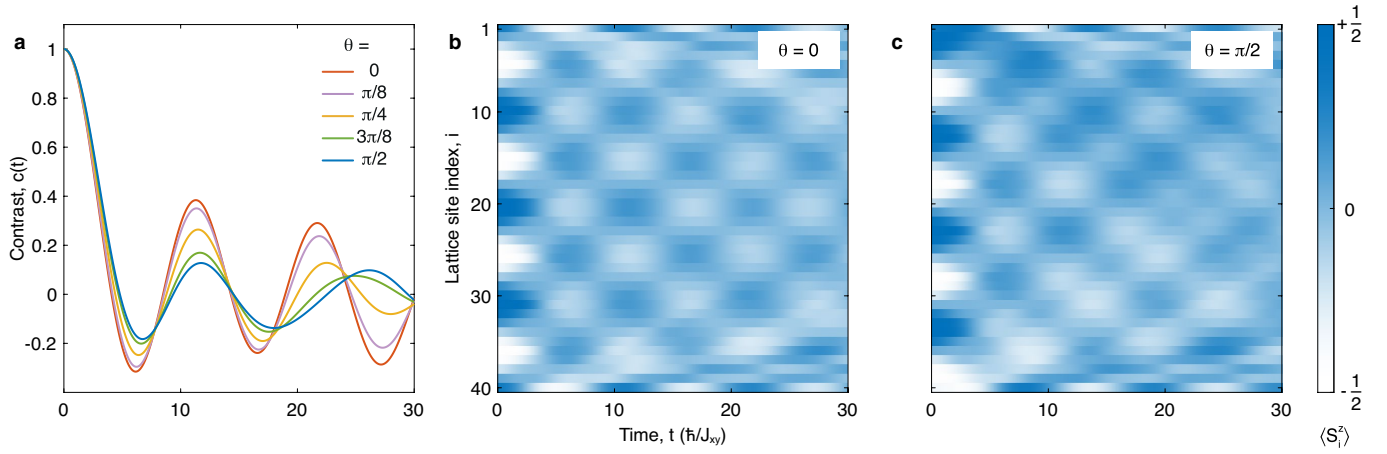 a
Contrast, c(t)
1
0.8
0.6
0.4
0.2
0
-0.2
0
10
20
30
θ =
0
π/8
π/4
3π/8
π/2
b
Lattice site index, i
1
10
20
30
40
θ = 0
0
10
20
30
Time, t (ħ/J_xy)
c
θ = π/2
0
10
20
30
+ 1/2
0
- 1/2
⟨S_i^z⟩